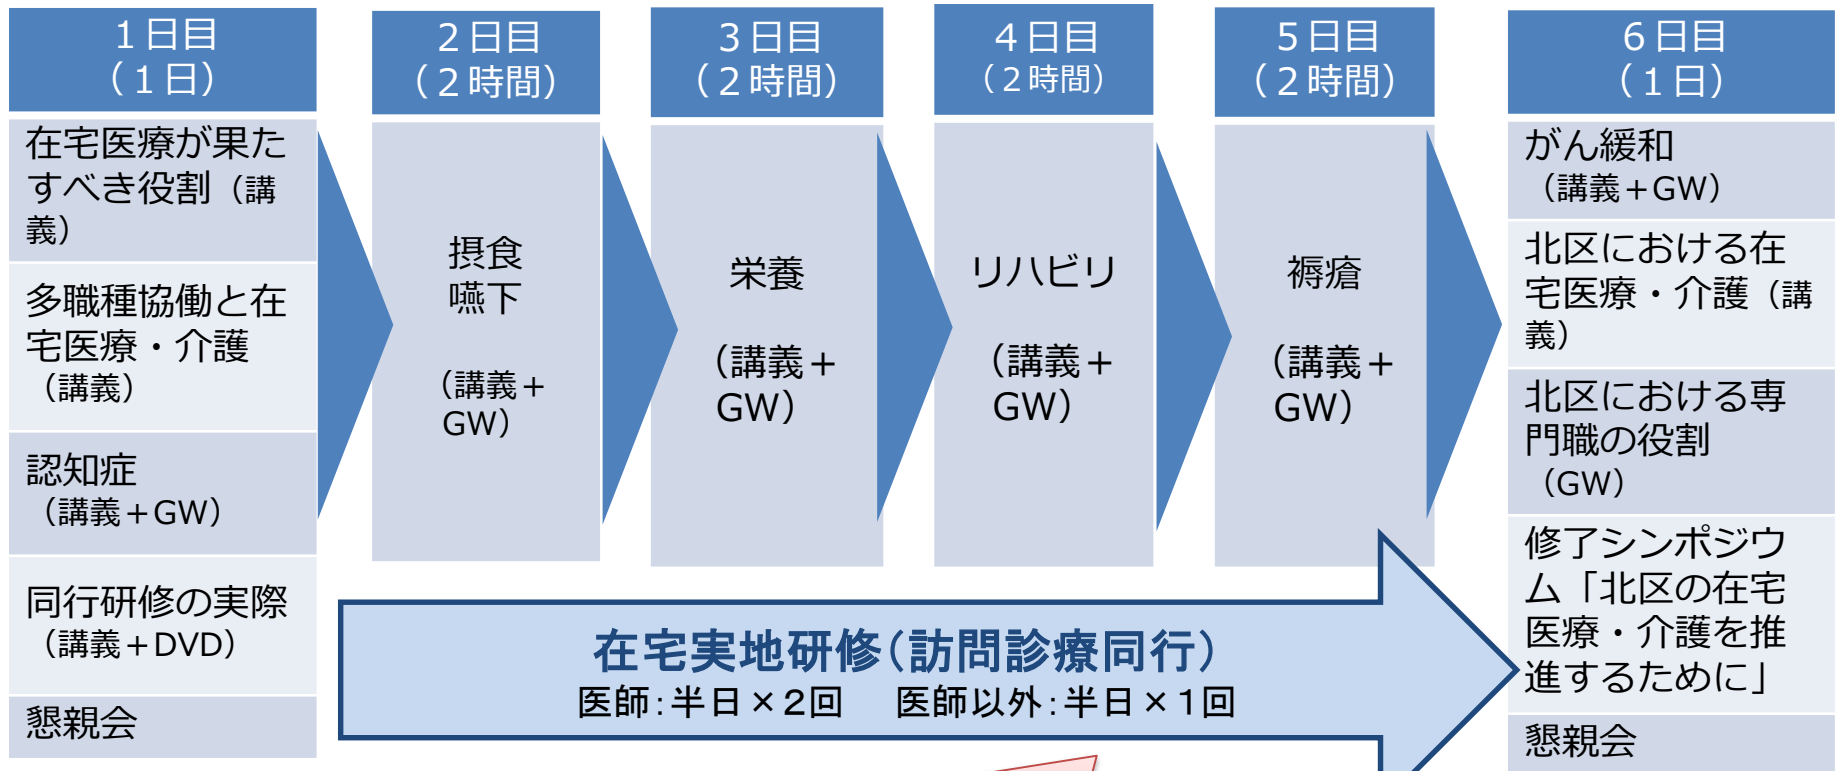 1日目
（1日）
在宅医療が果た
すべき役割（講
義）
多職種協働と在
宅医療・介護
（講義）
認知症
（講義＋GW）
同行研修の実際
（講義＋DVD）
懇親会
2日目
（2時間）
摂食
嚥下
（講義＋
GW）
3日目
（2時間）
栄養
（講義＋
GW）
4日目
（2時間）
リハビリ
（講義＋
GW）
5日目
（2時間）
褥瘡
（講義＋
GW）
6日目
（1日）
がん緩和
（講義＋GW）
北区における在
宅医療・介護（講
義）
北区における専
門職の役割
（GW）
修了シンポジウ
ム「北区の在宅
医療・介護を推
進するために」
懇親会
在宅実地研修（訪問診療同行）
医師：半日×2回　医師以外：半日×1回